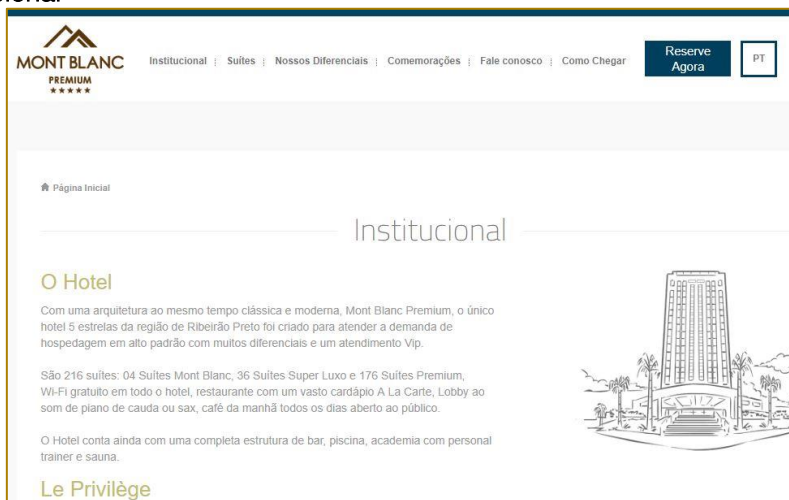 MONT BLANC
PREMIUM
Institucional
Suítes
Nossos Diferenciais
Comemorações
Fale conosco
Como Chegar
Reserve
Agora
PT
Página Inicial
Institucional
O Hotel
Com uma arquitetura ao mesmo tempo clássica e moderna, Mont Blanc Premium, o único
hotel 5 estrelas da região de Ribeirão Preto foi criado para atender a demanda de
hospedagem em alto padrão com muitos diferenciais e um atendimento Vip.
São 216 suítes: 04 Suítes Mont Blanc, 36 Suítes Super Luxo e 176 Suítes Premium,
Wi-Fi gratuito em todo o hotel, restaurante com um vasto cardápio A La Carte, Lobby ao
som de piano de cauda ou sax, café da manhã todos os dias aberto ao público.
O Hotel conta ainda com uma completa estrutura de bar, piscina, academia com personal
trainer e sauna.
Le Privilège